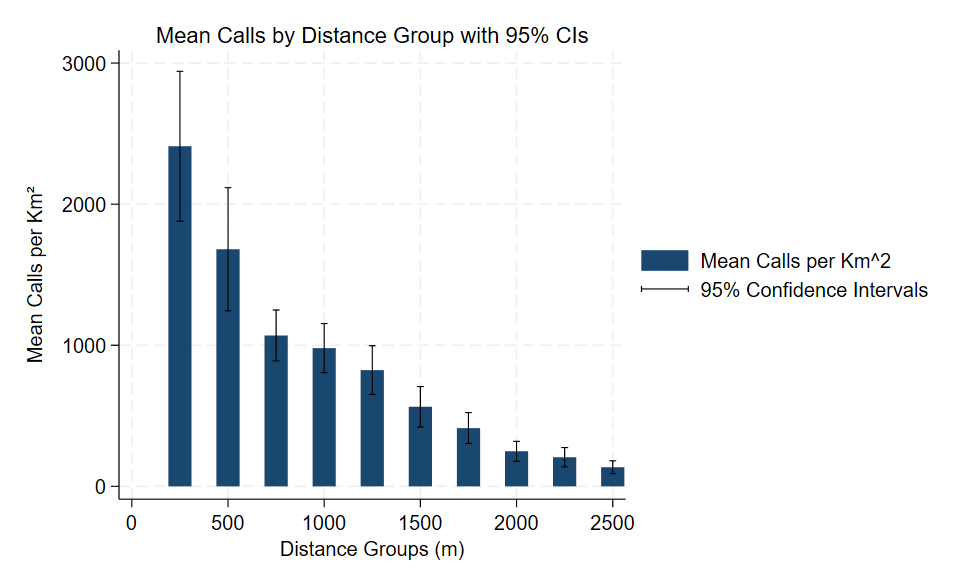 Mean Calls by Distance Group with 95% CIs
Mean Calls per Km²
3000
2000
1000
0
0 500 1000 1500 2000 2500
Distance Groups (m)
Mean Calls per Km^2
95% Confidence Intervals